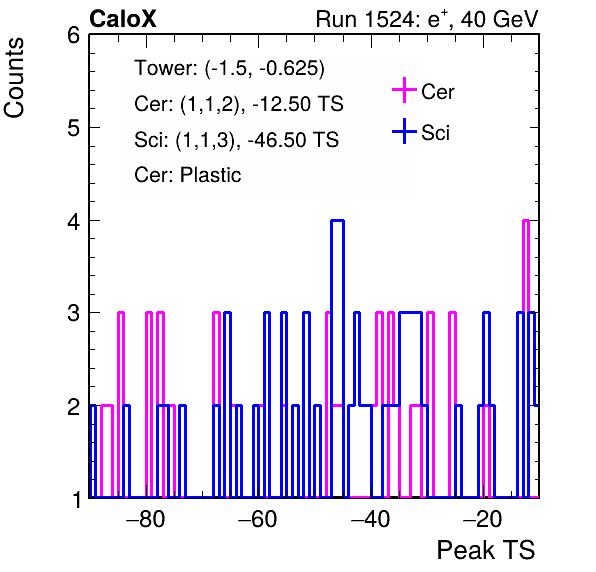 CaloX Run 1524: e⁺, 40 GeV
Counts
Tower: (-1.5, -0.625)
Cer: (1,1,2), -12.50 TS
Sci: (1,1,3), -46.50 TS
Cer: Plastic
Cer
Sci
6
5
4
3
2
1
−80 −60 −40 −20
Peak TS